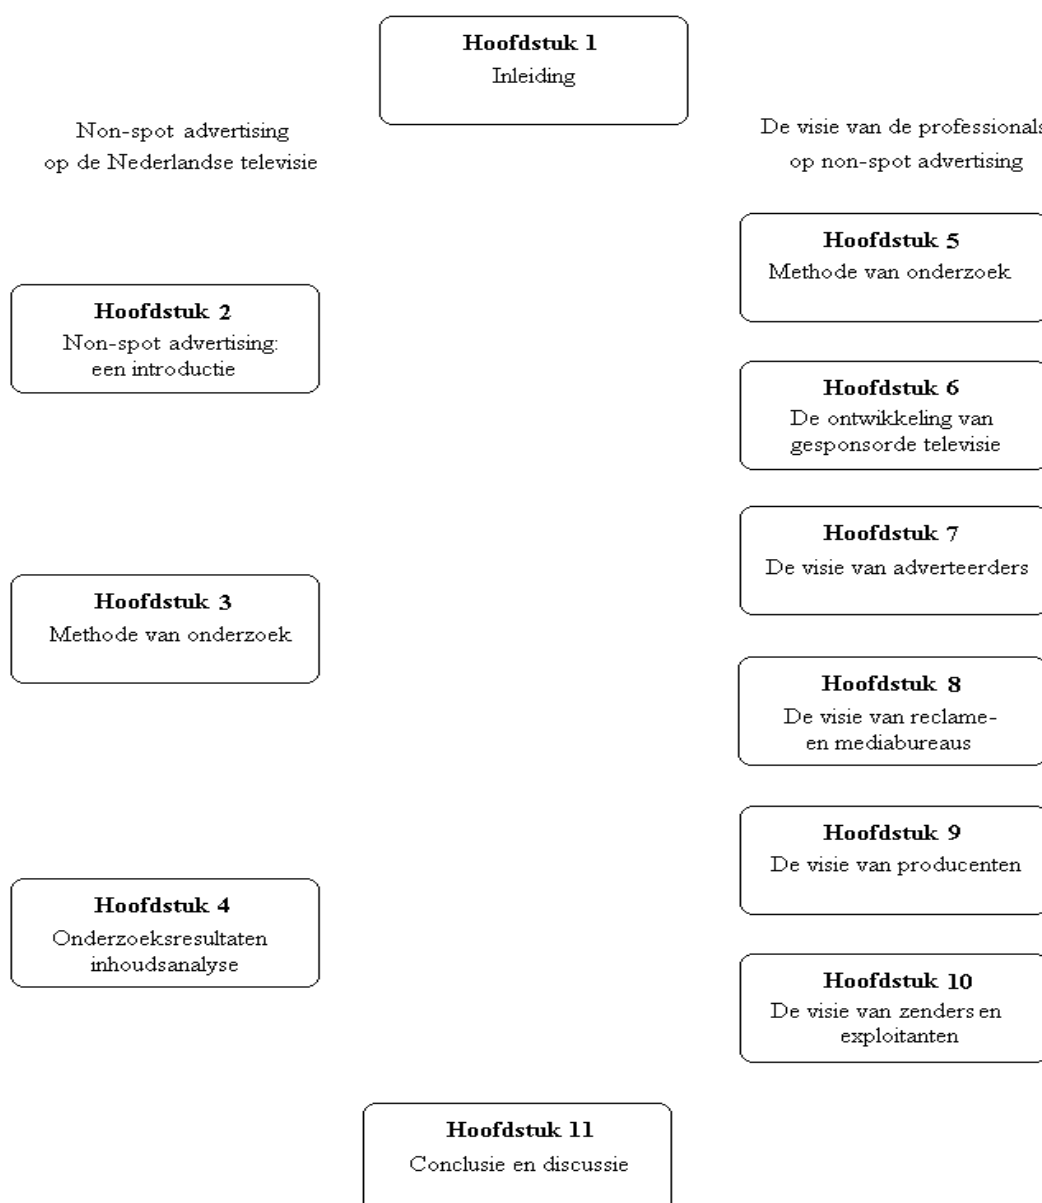 Hoofdstuk 1
Inleiding
Non-spot advertising
op de Nederlandse televisie
Hoofdstuk 2
Non-spot advertising:
een introductie
Hoofdstuk 3
Methode van onderzoek
Hoofdstuk 4
Onderzoeksresultaten
inhoudsanalyse
De visie van de professionals
op non-spot advertising
Hoofdstuk 5
Methode van onderzoek
Hoofdstuk 6
De ontwikkeling van
gesponsorde televisie
Hoofdstuk 7
De visie van adverteerders
Hoofdstuk 8
De visie van reclame-
en mediabureaus
Hoofdstuk 9
De visie van producenten
Hoofdstuk 10
De visie van zenders en
exploitanten
Hoofdstuk 11
Conclusie en discussie